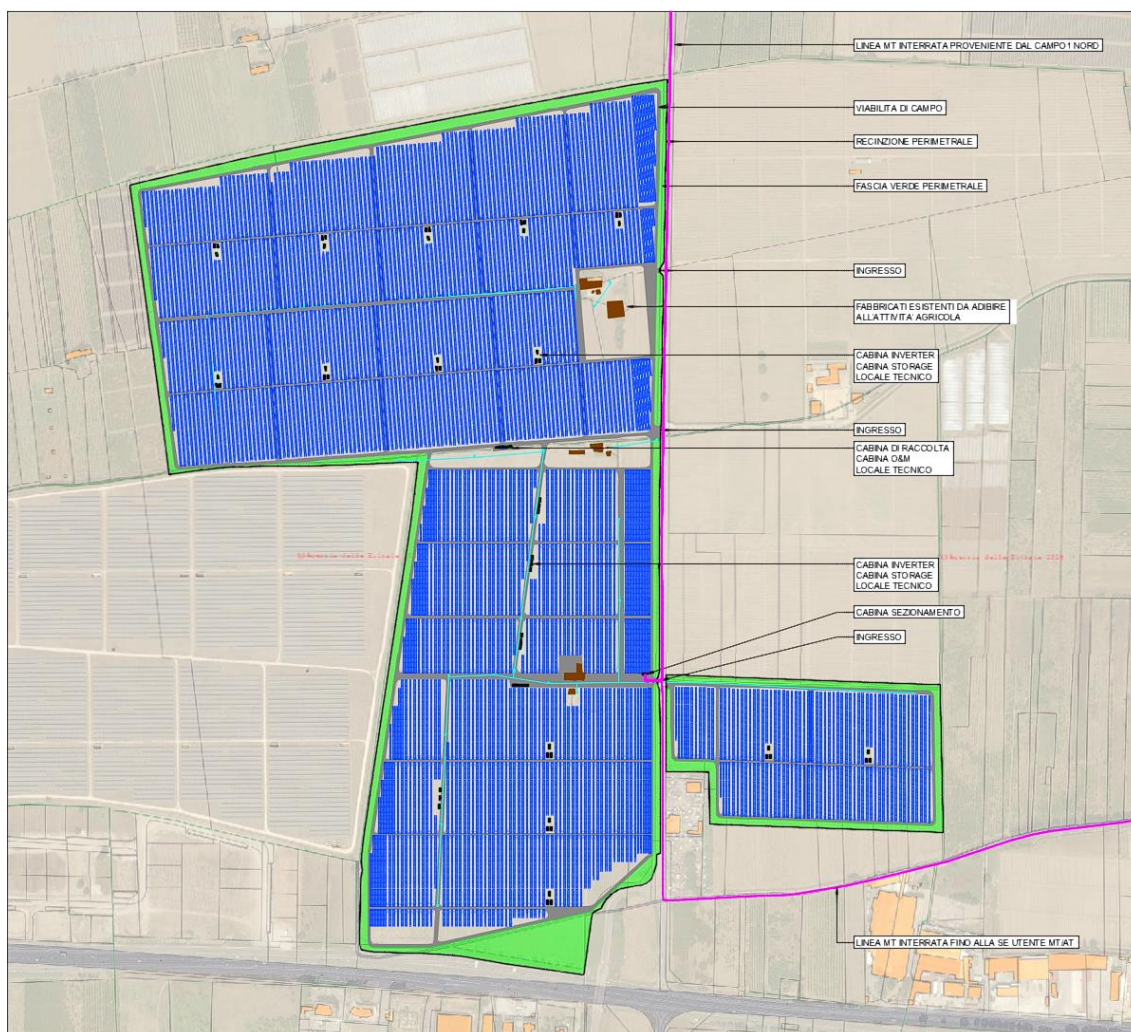 LINEA MT INTERRATA PROVENIENTE DAL CAMPO 1 NORD
VIABILITA DI CAMPO
RECINZIONE PERIMETRALE
FASCIA VERDE PERIMETRALE
INGRESSO
FABBRICATI ESISTENTI DA ADIBIRE
ALL'ATTIVITA' AGRICOLA
CABINA INVERTER
CABINA STORAGE
LOCALE TECNICO
INGRESSO
CABINA DI RACCOLTA
CABINA O&M
LOCALE TECNICO
CABINA INVERTER
CABINA STORAGE
LOCALE TECNICO
CABINA SEZIONAMENTO
INGRESSO
LINEA MT INTERRATA FINO ALLA SE UTENTE MT/AT